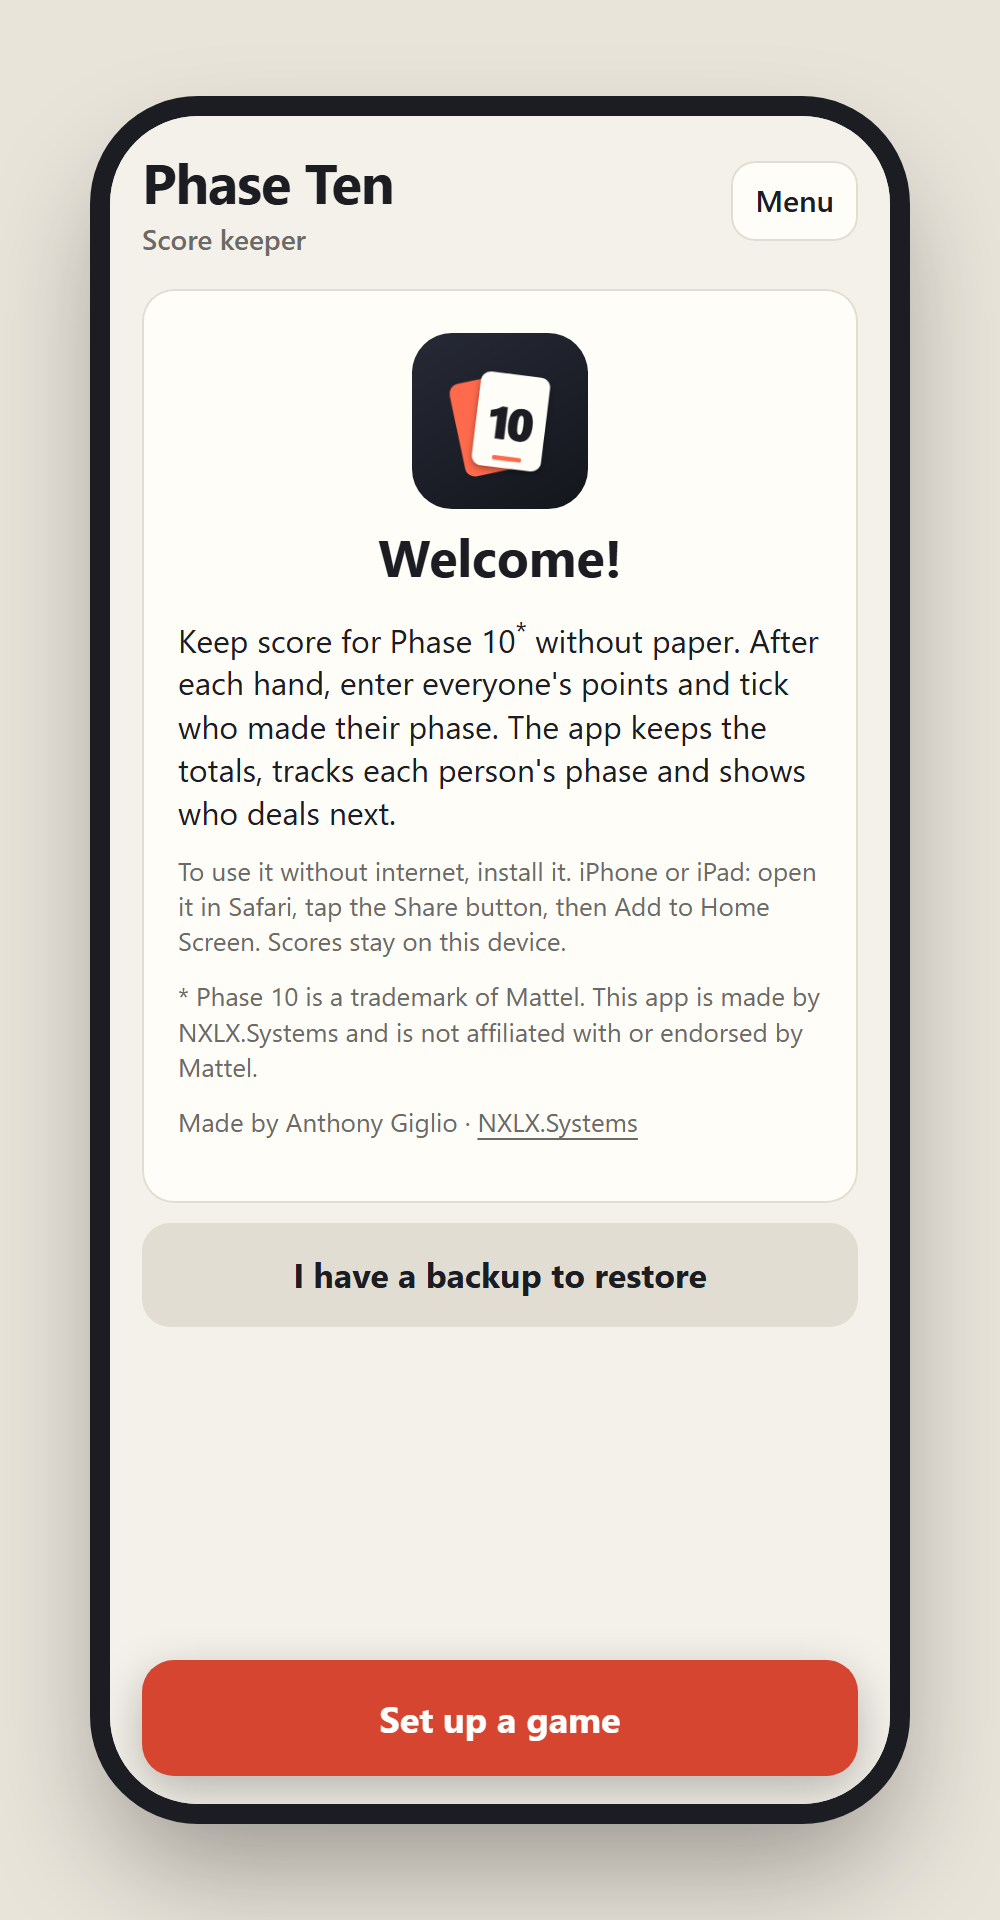 Phase Ten
Score keeper
Menu
10
Welcome!
Keep score for Phase 10* without paper. After
each hand, enter everyone's points and tick
who made their phase. The app keeps the
totals, tracks each person's phase and shows
who deals next.
To use it without internet, install it. iPhone or iPad: open
it in Safari, tap the Share button, then Add to Home
Screen. Scores stay on this device.
* Phase 10 is a trademark of Mattel. This app is made by
NXLX.Systems and is not affiliated with or endorsed by
Mattel.
Made by Anthony Giglio · NXLX.Systems
I have a backup to restore
Set up a game